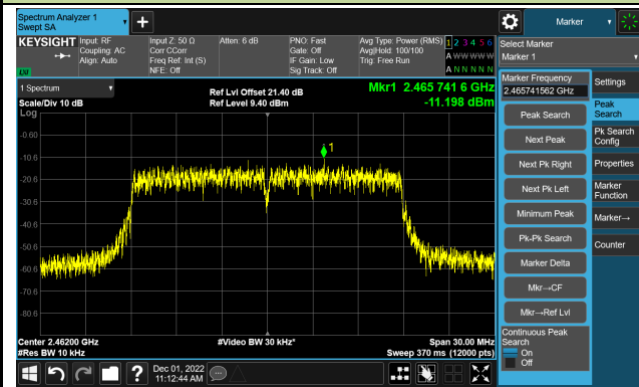 Spectrum Analyzer 1
Swept SA
+
Marker
KEYSIGHT
Input: RF
Coupling: AC
Align: Auto
Input Z: 50 Ω
Corr CCorr
Freq Ref: Int (S)
NFE: Off
Atten: 6 dB
PNO: Fast
Gate: Off
IF Gain: Low
Sig Track: Off
Avg Type: Power (RMS)
Avg|Hold: 100/100
Trig: Free Run
1 2 3 4 5 6
A W W W W W
A N N N N N
Select Marker
Marker 1
1 Spectrum
Scale/Div 10 dB
Log
Ref Lvl Offset 21.40 dB
Ref Level 9.40 dBm
Mkr1 2.465 741 6 GHz
-11.198 dBm
Marker Frequency
2.465741562 GHz
Peak Search
Next Peak
Next Pk Right
Next Pk Left
Minimum Peak
Pk-Pk Search
Marker Delta
Mkr→CF
Mkr→Ref Lvl
Continuous Peak
Search
On
Off
Settings
Peak
Search
Pk Search
Config
Properties
Marker
Function
Marker→
Counter
-0.60
-10.6
-20.6
-30.6
-40.6
-50.6
-60.6
-70.6
-80.6
1
Center 2.46200 GHz
#Res BW 10 kHz
#Video BW 30 kHz*
Span 30.00 MHz
Sweep 370 ms (12000 pts)
?
Dec 01, 2022
11:12:44 AM